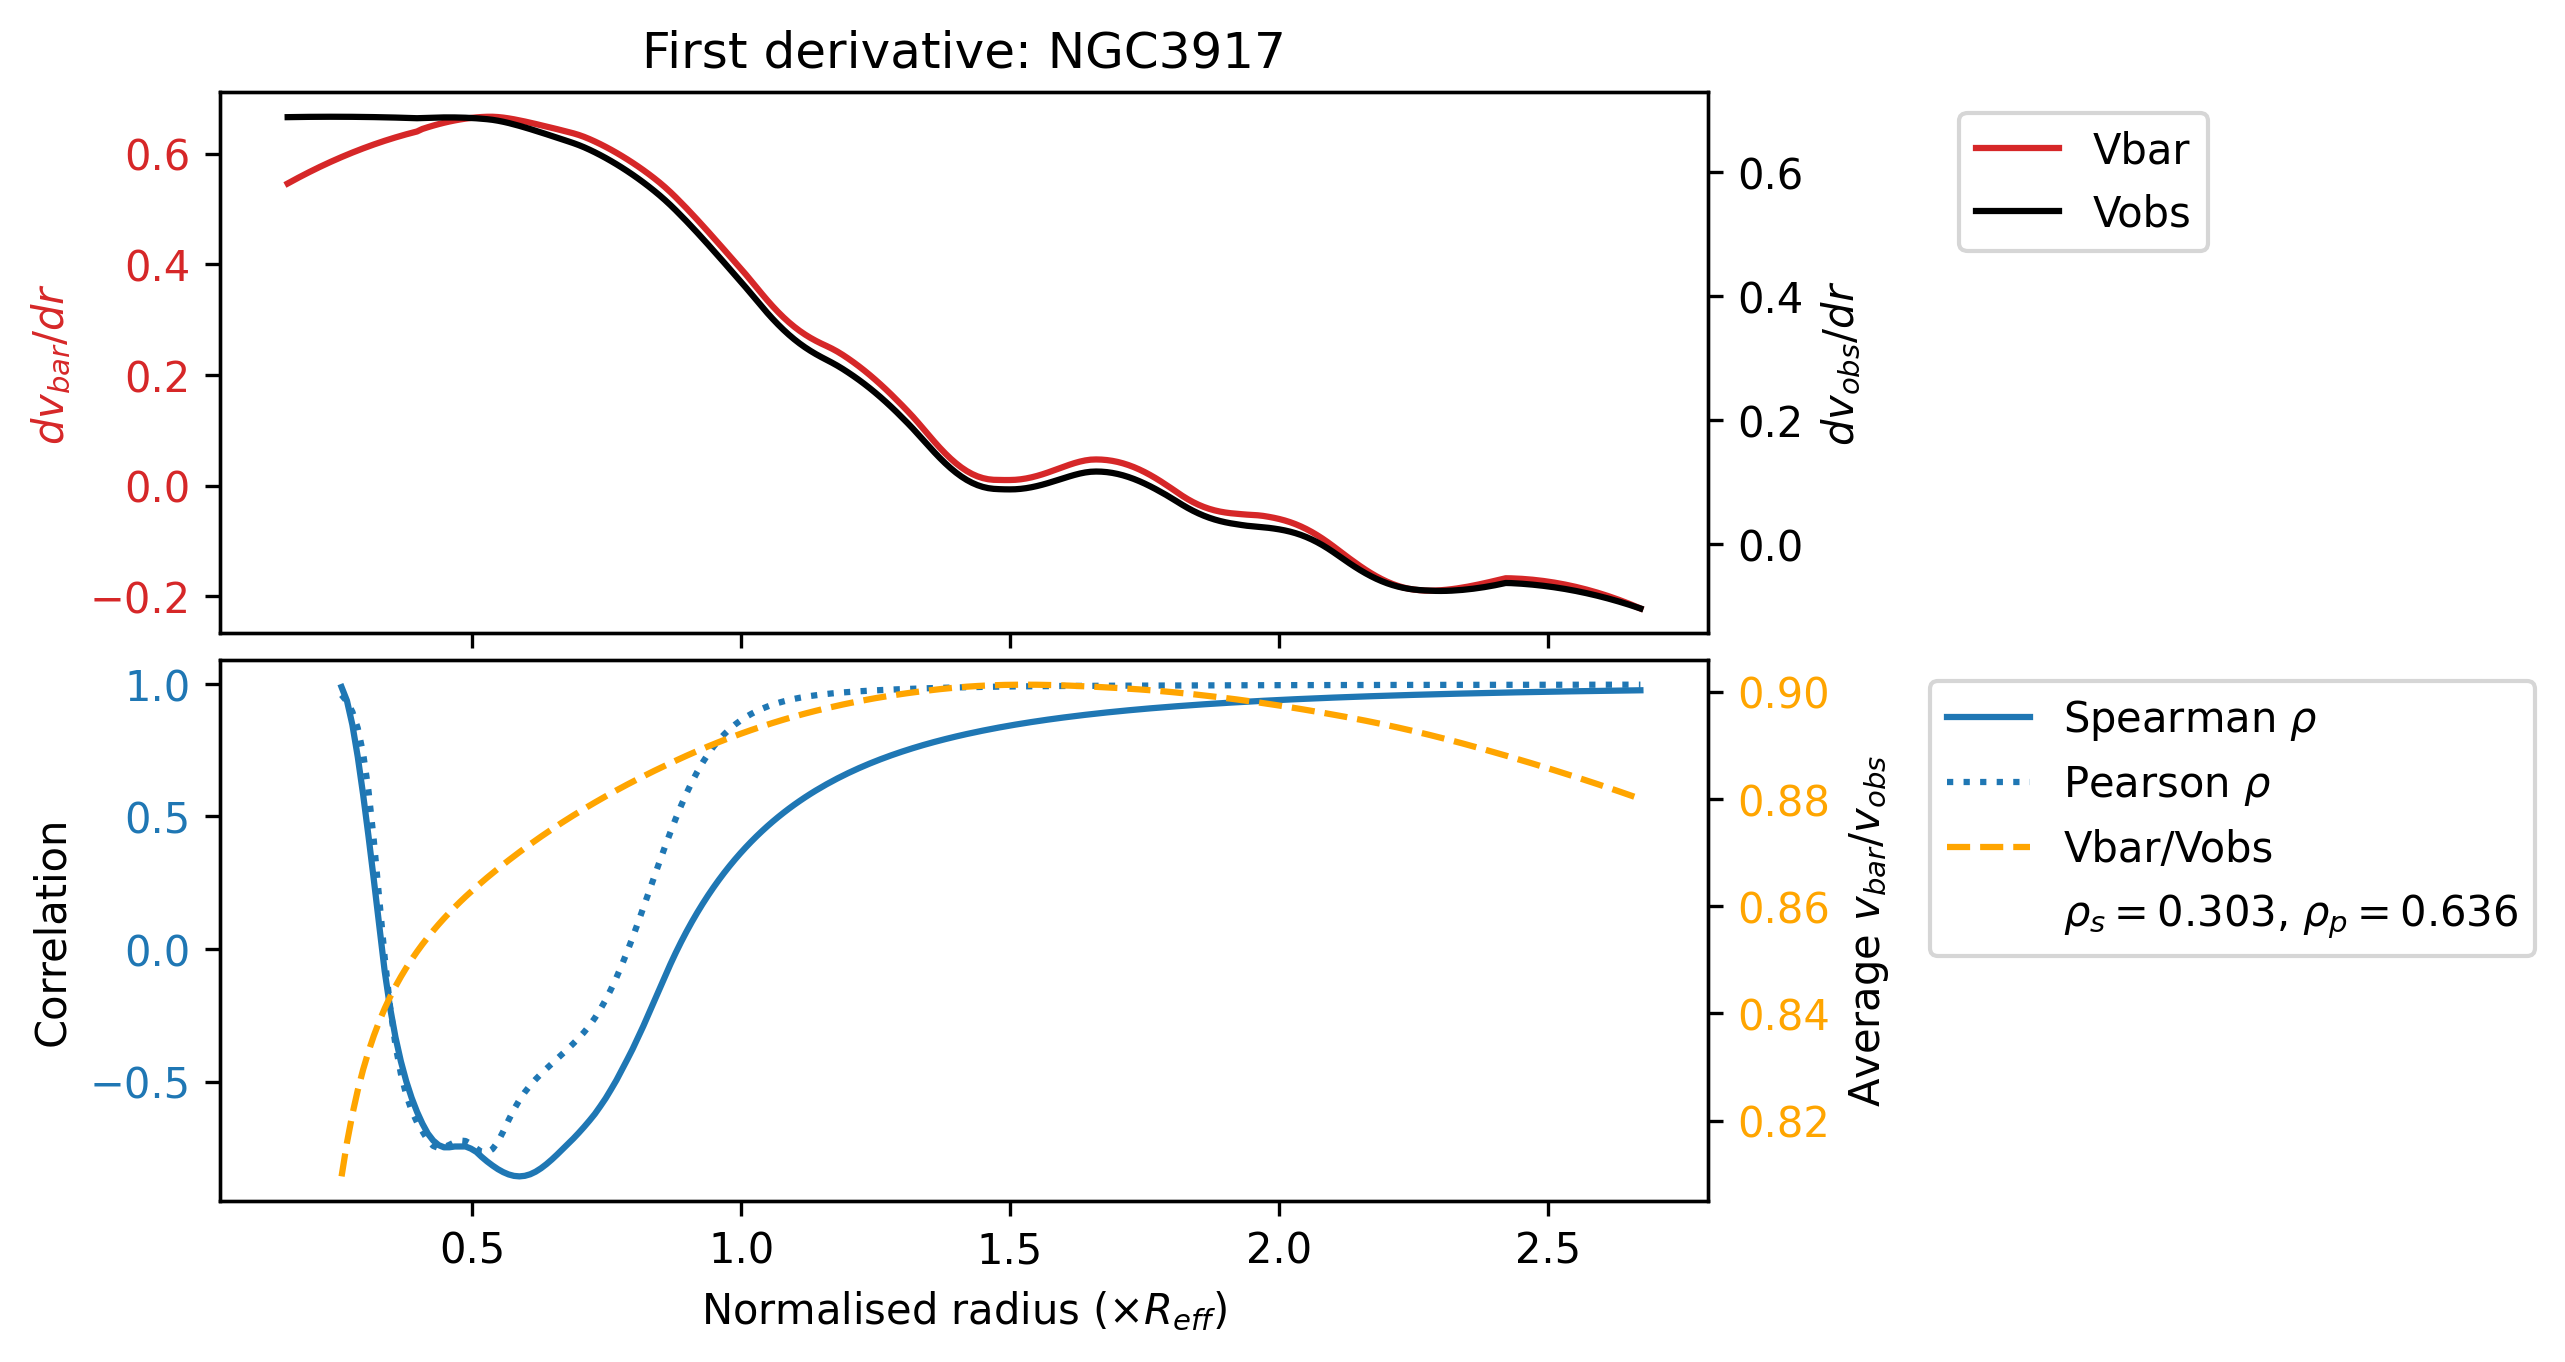 First derivative: NGC3917
0.6
0.4
0.2
0.0
−0.2
dv_bar/dr
0.6
0.4
0.2
0.0
dv_obs/dr
Vbar
Vobs
1.0
0.5
0.0
−0.5
Correlation
0.90
0.88
0.86
0.84
0.82
Average v_bar/v_obs
Spearman ρ
Pearson ρ
Vbar/Vobs
ρ_s = 0.303, ρ_p = 0.636
0.5 1.0 1.5 2.0 2.5
Normalised radius (×R_eff)